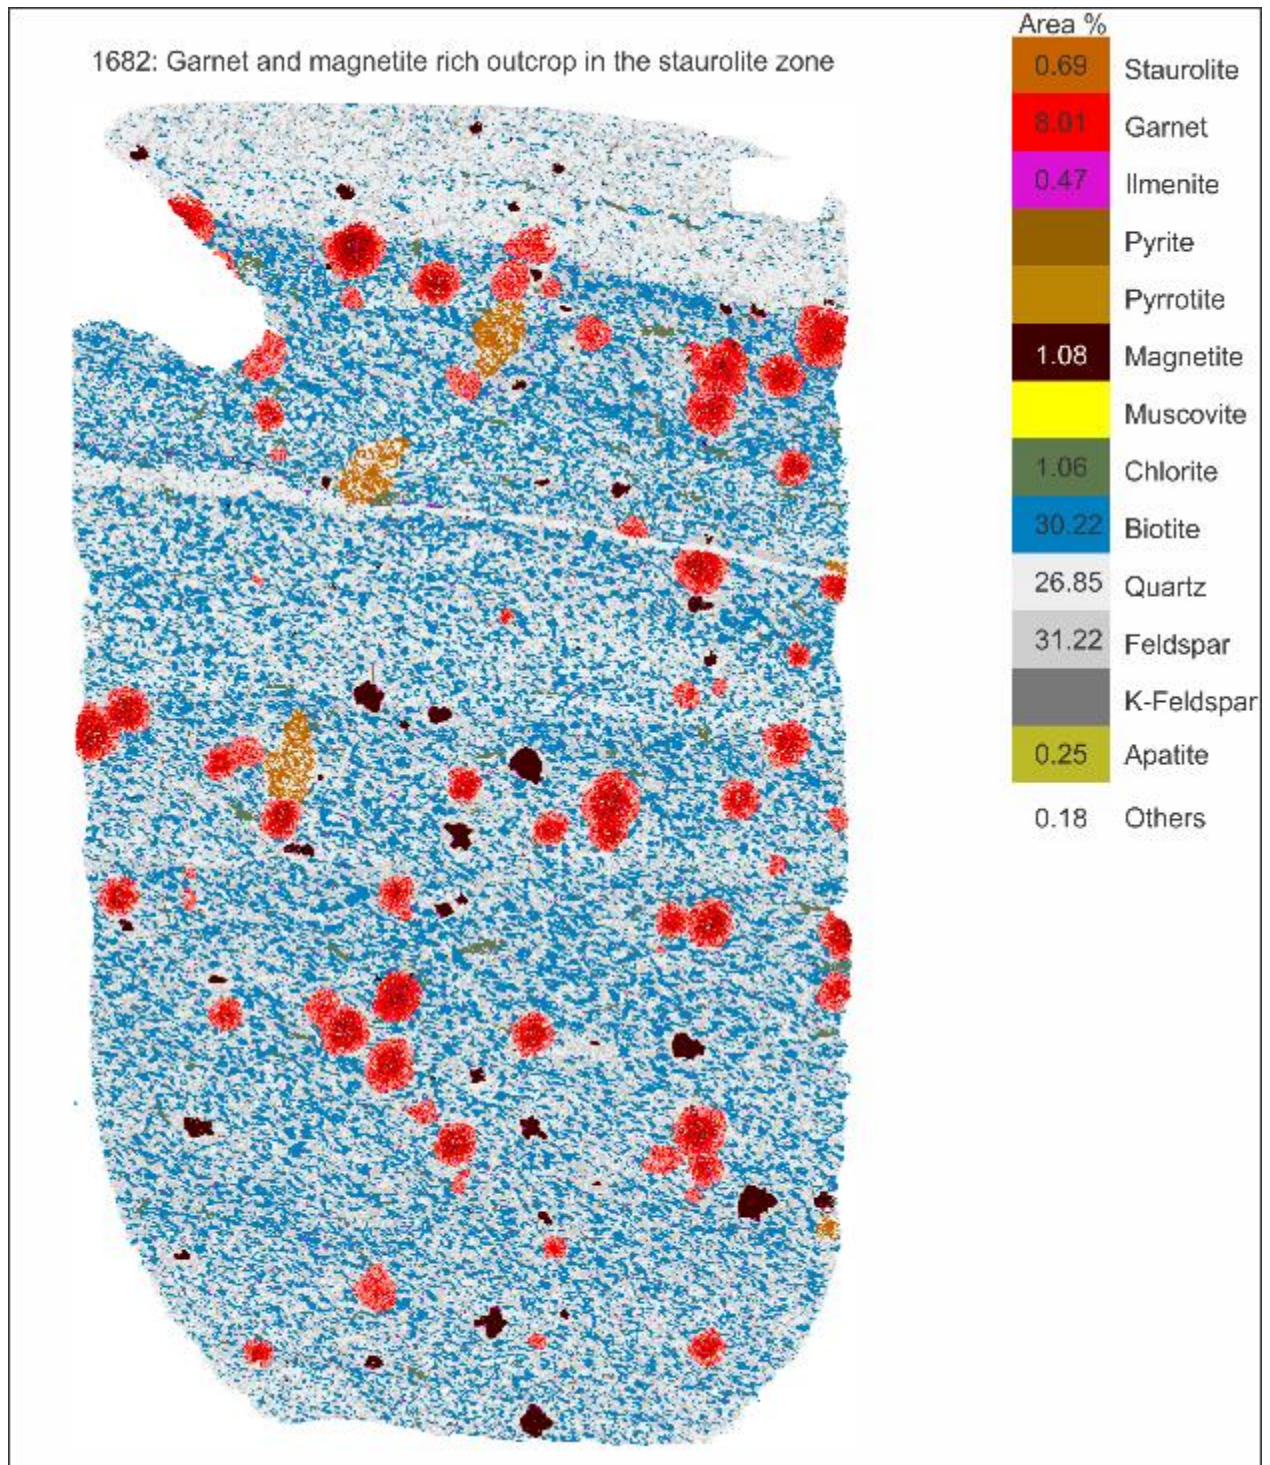 Area %
1682: Garnet and magnetite rich outcrop in the staurolite zone
0.69 Staurolite
8.01 Garnet
0.47 Ilmenite
Pyrite
Pyrrotite
1.08 Magnetite
Muscovite
1.06 Chlorite
30.22 Biotite
26.85 Quartz
31.22 Feldspar
K-Feldspar
0.25 Apatite
0.18 Others